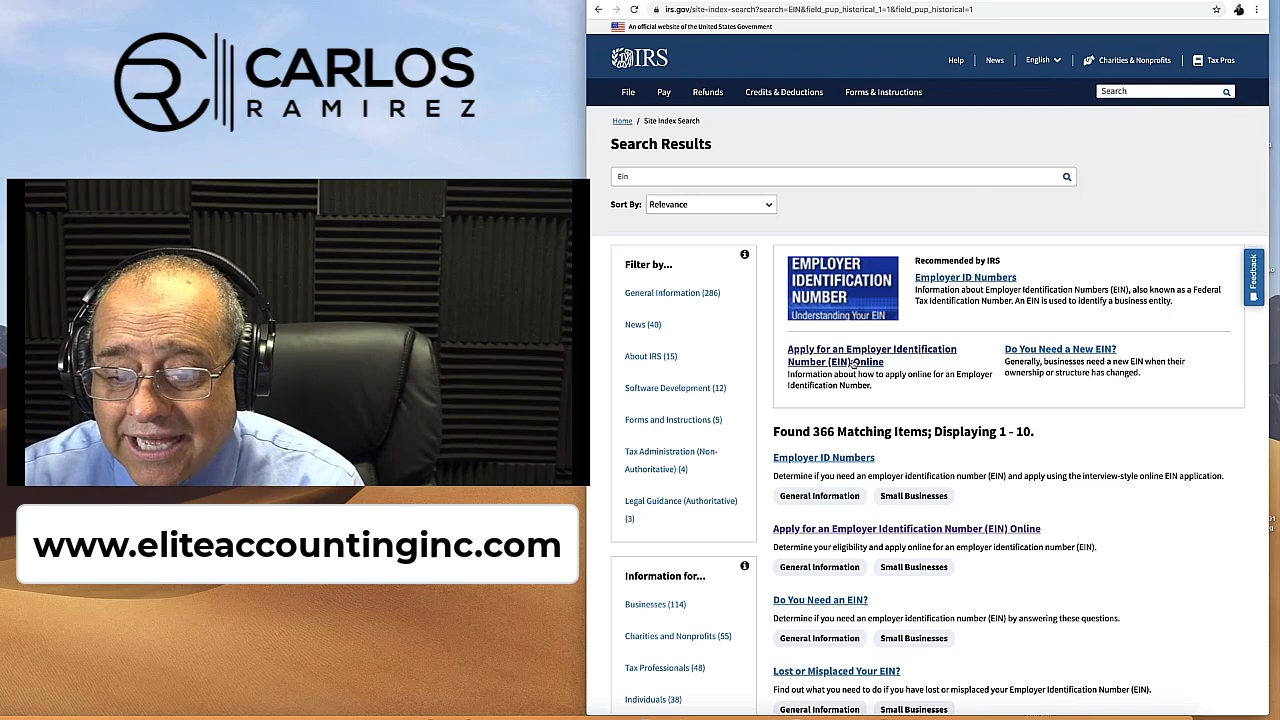 CARLOS
RAMIREZ
www.eliteaccountinginc.com
irs.gov/site-index-search?search=EIN&field_pup_historical_1=1&field_pup_historical=1
An official website of the United States Government
IRS
Help
News
English
Charities & Nonprofits
Tax Pros
File
Pay
Refunds
Credits & Deductions
Forms & Instructions
Search
Home / Site Index Search
Search Results
Ein
Sort By: Relevance
Filter by...
General Information (286)
News (40)
About IRS (15)
Software Development (12)
Forms and Instructions (5)
Tax Administration (Non-
Authoritative) (4)
Legal Guidance (Authoritative)
(3)
Information for...
Businesses (114)
Charities and Nonprofits (55)
Tax Professionals (48)
Individuals (38)
EMPLOYER
IDENTIFICATION
NUMBER
Understanding Your EIN
Recommended by IRS
Employer ID Numbers
Information about Employer Identification Numbers (EIN), also known as a Federal
Tax Identification Number. An EIN is used to identify a business entity.
Apply for an Employer Identification
Number (EIN) Online
Information about how to apply online for an Employer
Identification Number.
Do You Need a New EIN?
Generally, businesses need a new EIN when their
ownership or structure has changed.
Found 366 Matching Items; Displaying 1 - 10.
Employer ID Numbers
Determine if you need an employer identification number (EIN) and apply using the interview-style online EIN application.
General Information
Small Businesses
Apply for an Employer Identification Number (EIN) Online
Determine your eligibility and apply online for an employer identification number (EIN).
General Information
Small Businesses
Do You Need an EIN?
Determine if you need an employer identification number (EIN) by answering these questions.
General Information
Small Businesses
Lost or Misplaced Your EIN?
Find out what you need to do if you have lost or misplaced your Employer Identification Number (EIN).
General Information
Small Businesses
Feedback